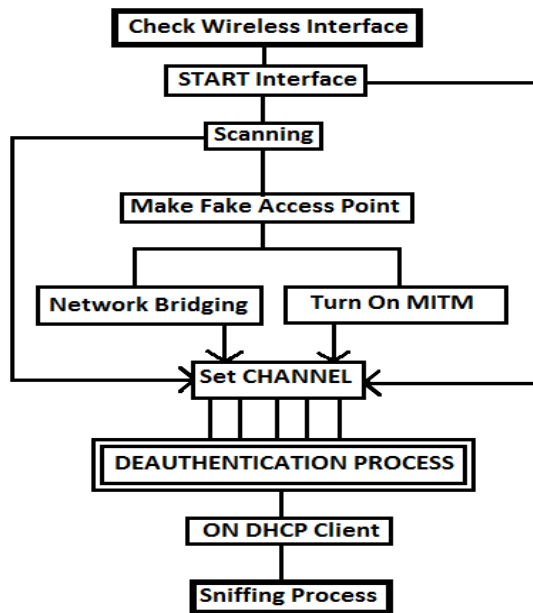 Check Wireless Interface
START Interface
Scanning
Make Fake Access Point
Network Bridging
Turn On MITM
Set CHANNEL
DEAUTHENTICATION PROCESS
ON DHCP Client
Sniffing Process